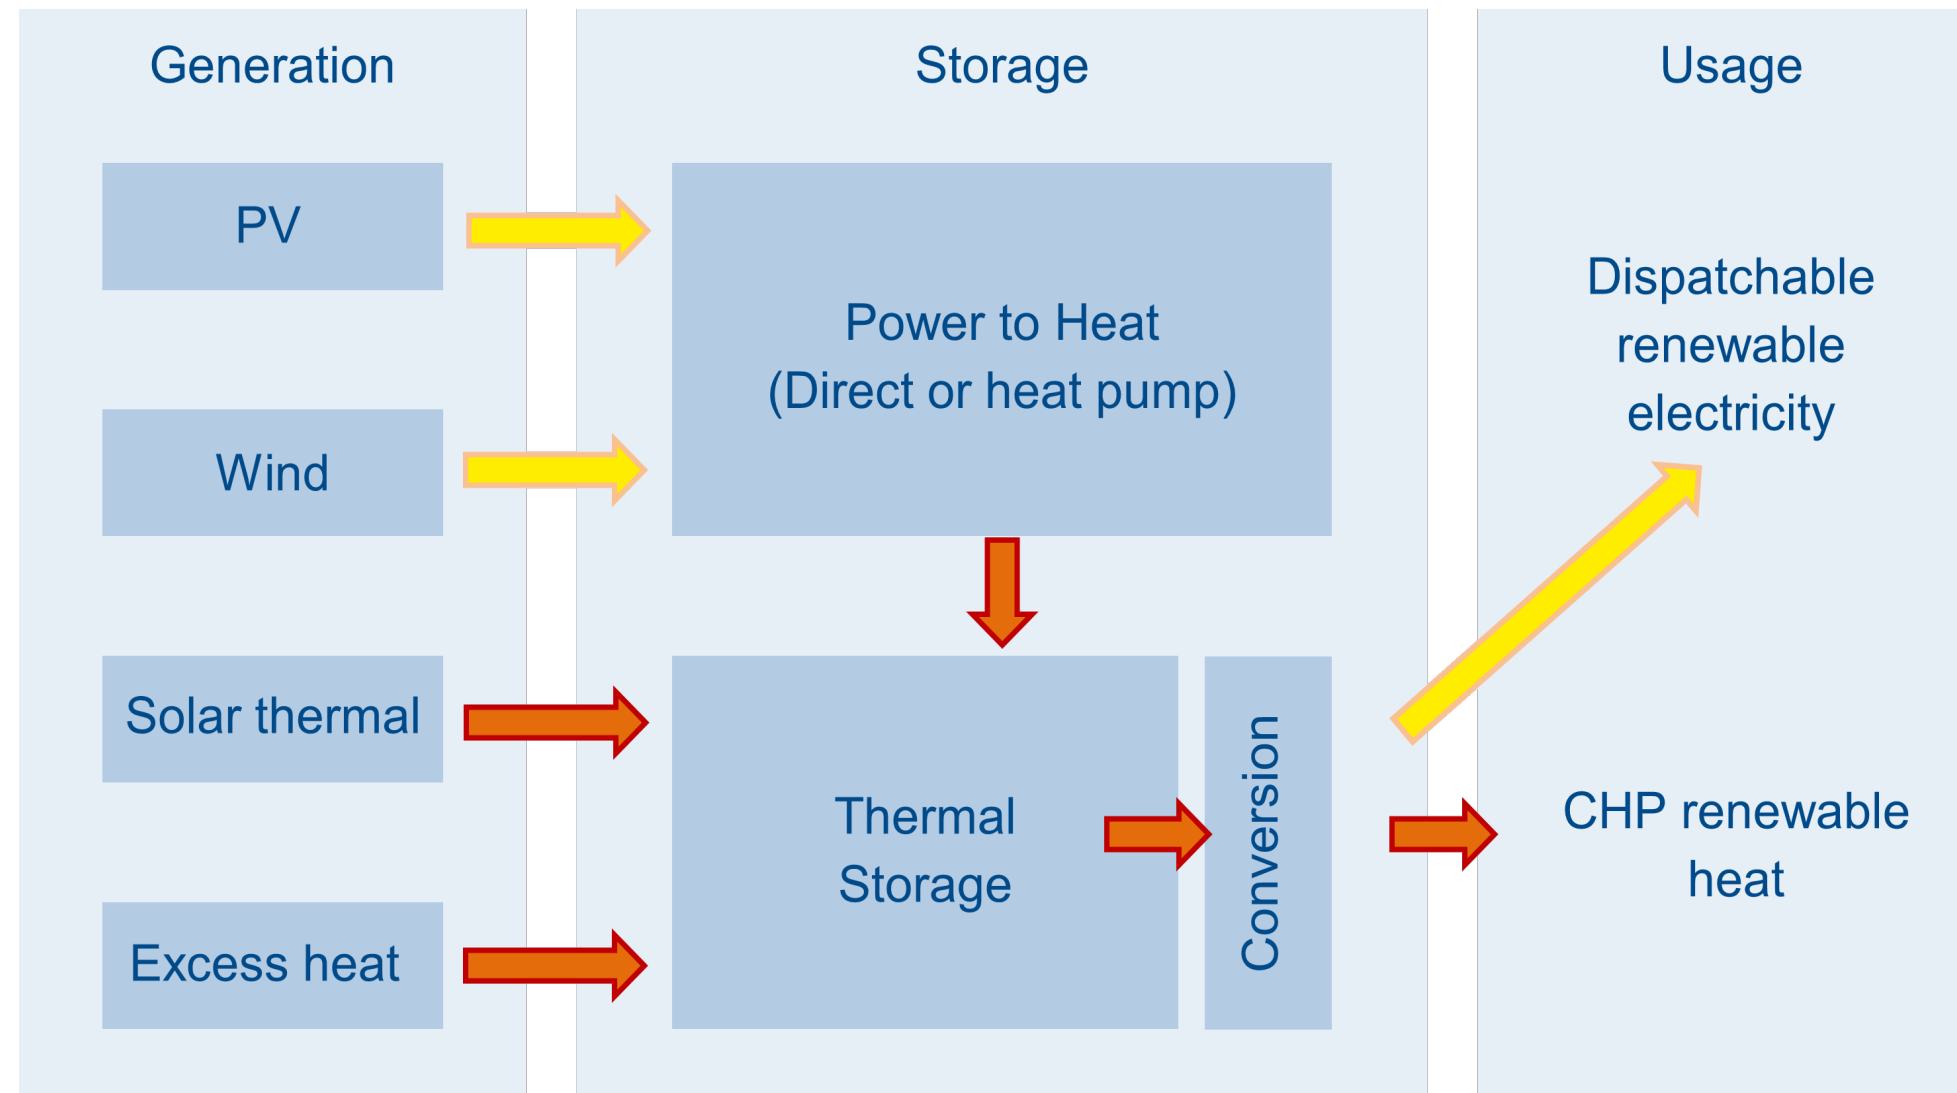 Generation
Storage
Usage
PV
Wind
Solar thermal
Excess heat
Power to Heat
(Direct or heat pump)
Thermal
Storage
Conversion
Dispatchable
renewable
electricity
CHP renewable
heat